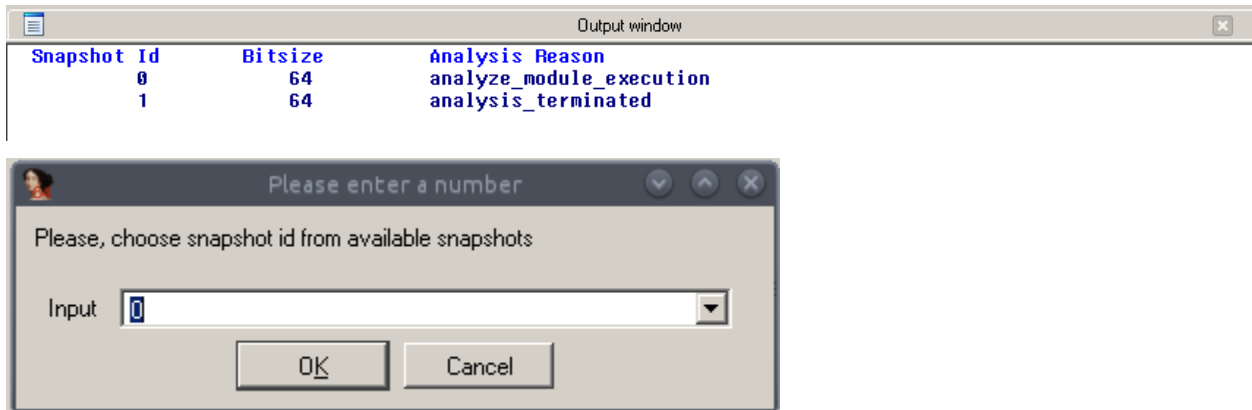 Output window
Snapshot Id Bitsize Analysis Reason
0 64 analyze_module_execution
1 64 analysis_terminated
Please enter a number
Please, choose snapshot id from available snapshots
Input 0
OK Cancel